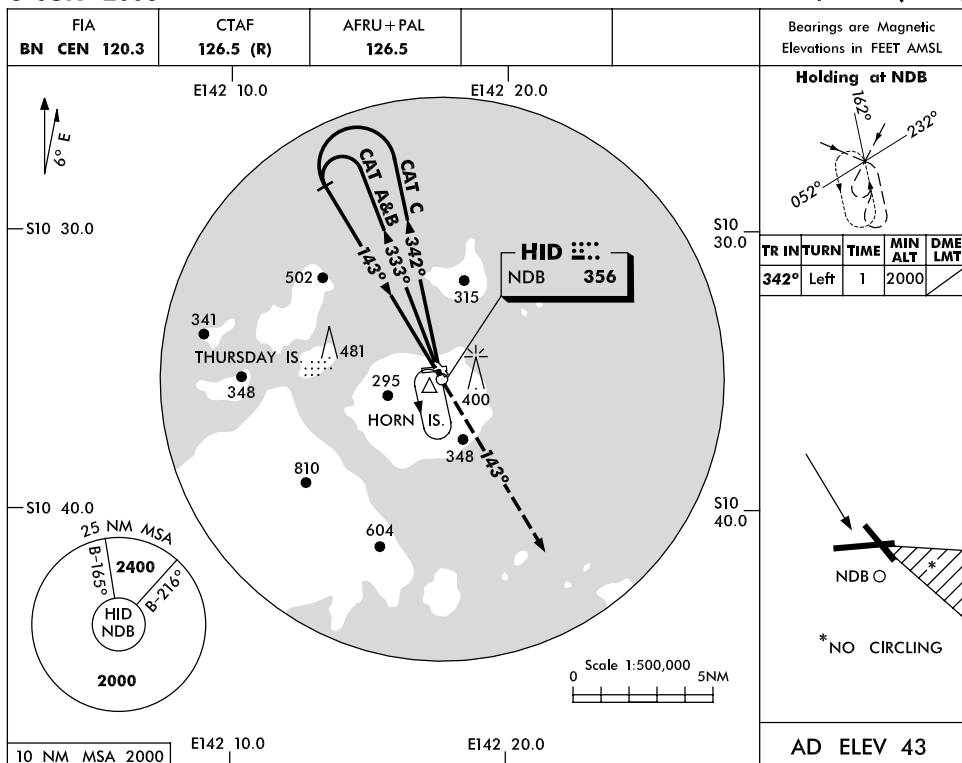 FIA
BN CEN 120.3
CTAF
126.5 (R)
AFRU+PAL
126.5
Bearings are Magnetic
Elevations in FEET AMSL
Holding at NDB
162°
232°
052°
TR IN TURN TIME MIN ALT DME LMT
342° Left 1 2000
E142 10.0
E142 20.0
6° E
CAT A&B
CAT C
143°
333°
342°
S10 30.0
S10
30.0
HID
NDB 356
502
315
341
THURSDAY IS.
481
348
295
400
HORN IS.
348
143°
810
604
S10 40.0
S10
40.0
25 NM MSA
B-165°
2400
B-216°
HID
NDB
2000
NDB
*
*NO CIRCLING
Scale 1:500,000
0 5NM
10 NM MSA 2000
E142 10.0
E142 20.0
AD ELEV 43